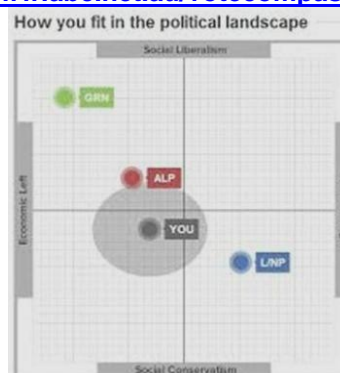 How you fit in the political landscape
Social Liberalism
GRN
ALP
Economic Left
YOU
L/NP
Social Conservatism